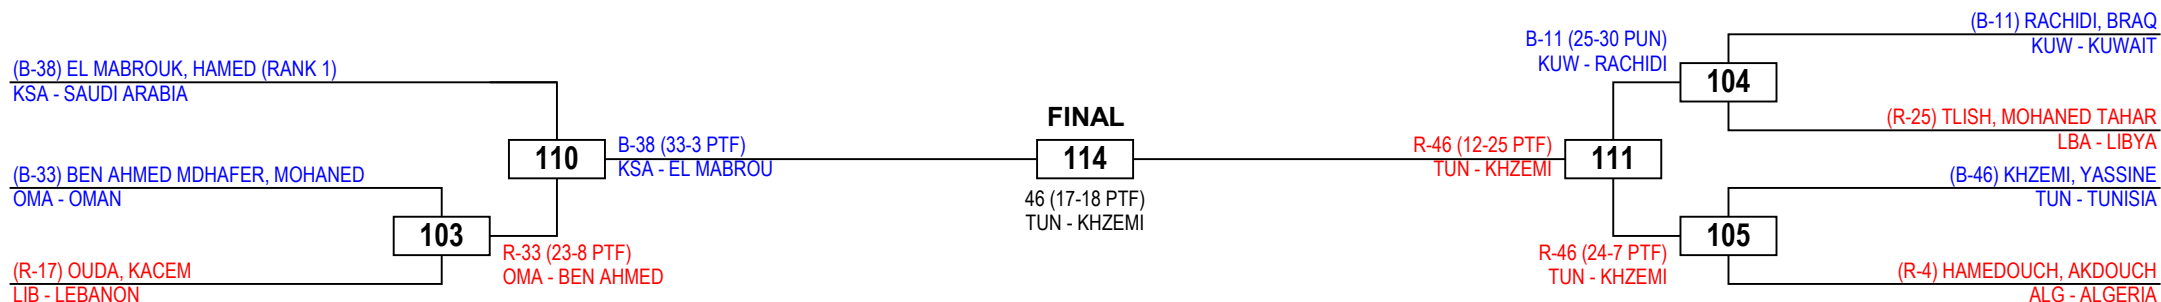 (B-38) EL MABROUK, HAMED (RANK 1)
KSA - SAUDI ARABIA
(B-33) BEN AHMED MDHAFER, MOHANED
OMA - OMAN
103
(R-17) OUDA, KACEM
LIB - LEBANON
R-33 (23-8 PTF)
OMA - BEN AHMED
110
B-38 (33-3 PTF)
KSA - EL MABROU
FINAL
114
46 (17-18 PTF)
TUN - KHZEMI
R-46 (12-25 PTF)
TUN - KHZEMI
111
B-11 (25-30 PUN)
KUW - RACHIDI
R-46 (24-7 PTF)
TUN - KHZEMI
(B-11) RACHIDI, BRAQ
KUW - KUWAIT
104
(R-25) TLISH, MOHANED TAHAR
LBA - LIBYA
(B-46) KHZEMI, YASSINE
TUN - TUNISIA
105
(R-4) HAMEDOUCH, AKDOUCH
ALG - ALGERIA